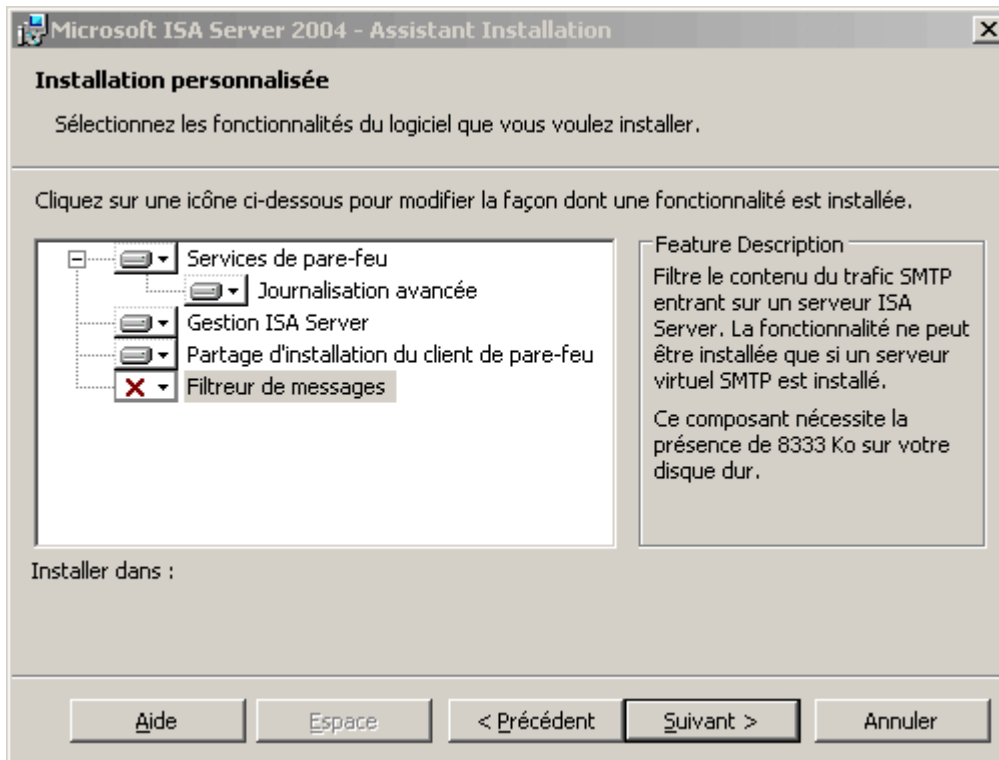 Microsoft ISA Server 2004 - Assistant Installation
Installation personnalisée
Sélectionnez les fonctionnalités du logiciel que vous voulez installer.
Cliquez sur une icône ci-dessous pour modifier la façon dont une fonctionnalité est installée.
Services de pare-feu
Journalisation avancée
Gestion ISA Server
Partage d'installation du client de pare-feu
Filtreur de messages
Feature Description
Filtre le contenu du trafic SMTP
entrant sur un serveur ISA
Server. La fonctionnalité ne peut
être installée que si un serveur
virtuel SMTP est installé.
Ce composant nécessite la
présence de 8333 Ko sur votre
disque dur.
Installer dans :
Aide
Espace
< Précédent
Suivant >
Annuler